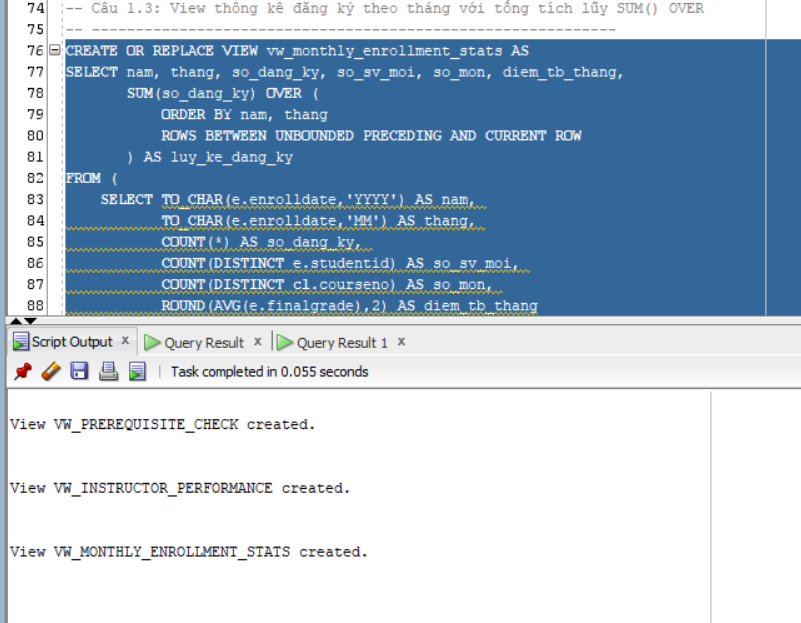 74 -- Câu 1.3: View thông kê đăng ký theo tháng với tổng tích lũy SUM() OVER
75 -- -------------------------------------------------------------
76 CREATE OR REPLACE VIEW vw_monthly_enrollment_stats AS
77 SELECT nam, thang, so_dang_ky, so_sv_moi, so_mon, diem_tb_thang,
78 SUM(so_dang_ky) OVER (
79 ORDER BY nam, thang
80 ROWS BETWEEN UNBOUNDED PRECEDING AND CURRENT ROW
81 ) AS luy_ke_dang_ky
82 FROM (
83 SELECT TO_CHAR(e.enrolldate,'YYYY') AS nam,
84 TO_CHAR(e.enrolldate,'MM') AS thang,
85 COUNT(*) AS so_dang_ky,
86 COUNT(DISTINCT e.studentid) AS so_sv_moi,
87 COUNT(DISTINCT cl.courseno) AS so_mon,
88 ROUND(AVG(e.finalgrade),2) AS diem_tb_thang
Script Output x Query Result x Query Result 1 x
Task completed in 0.055 seconds
View VW_PREREQUISITE_CHECK created.
View VW_INSTRUCTOR_PERFORMANCE created.
View VW_MONTHLY_ENROLLMENT_STATS created.